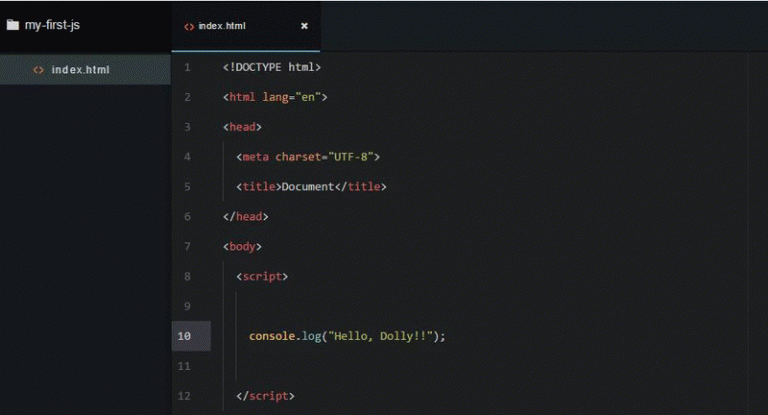 my-first-js
index.html
index.html
1 <!DOCTYPE html>
2 <html lang="en">
3 <head>
4 <meta charset="UTF-8">
5 <title>Document</title>
6 </head>
7 <body>
8 <script>
9
10 console.log("Hello, Dolly!!");
11
12 </script>